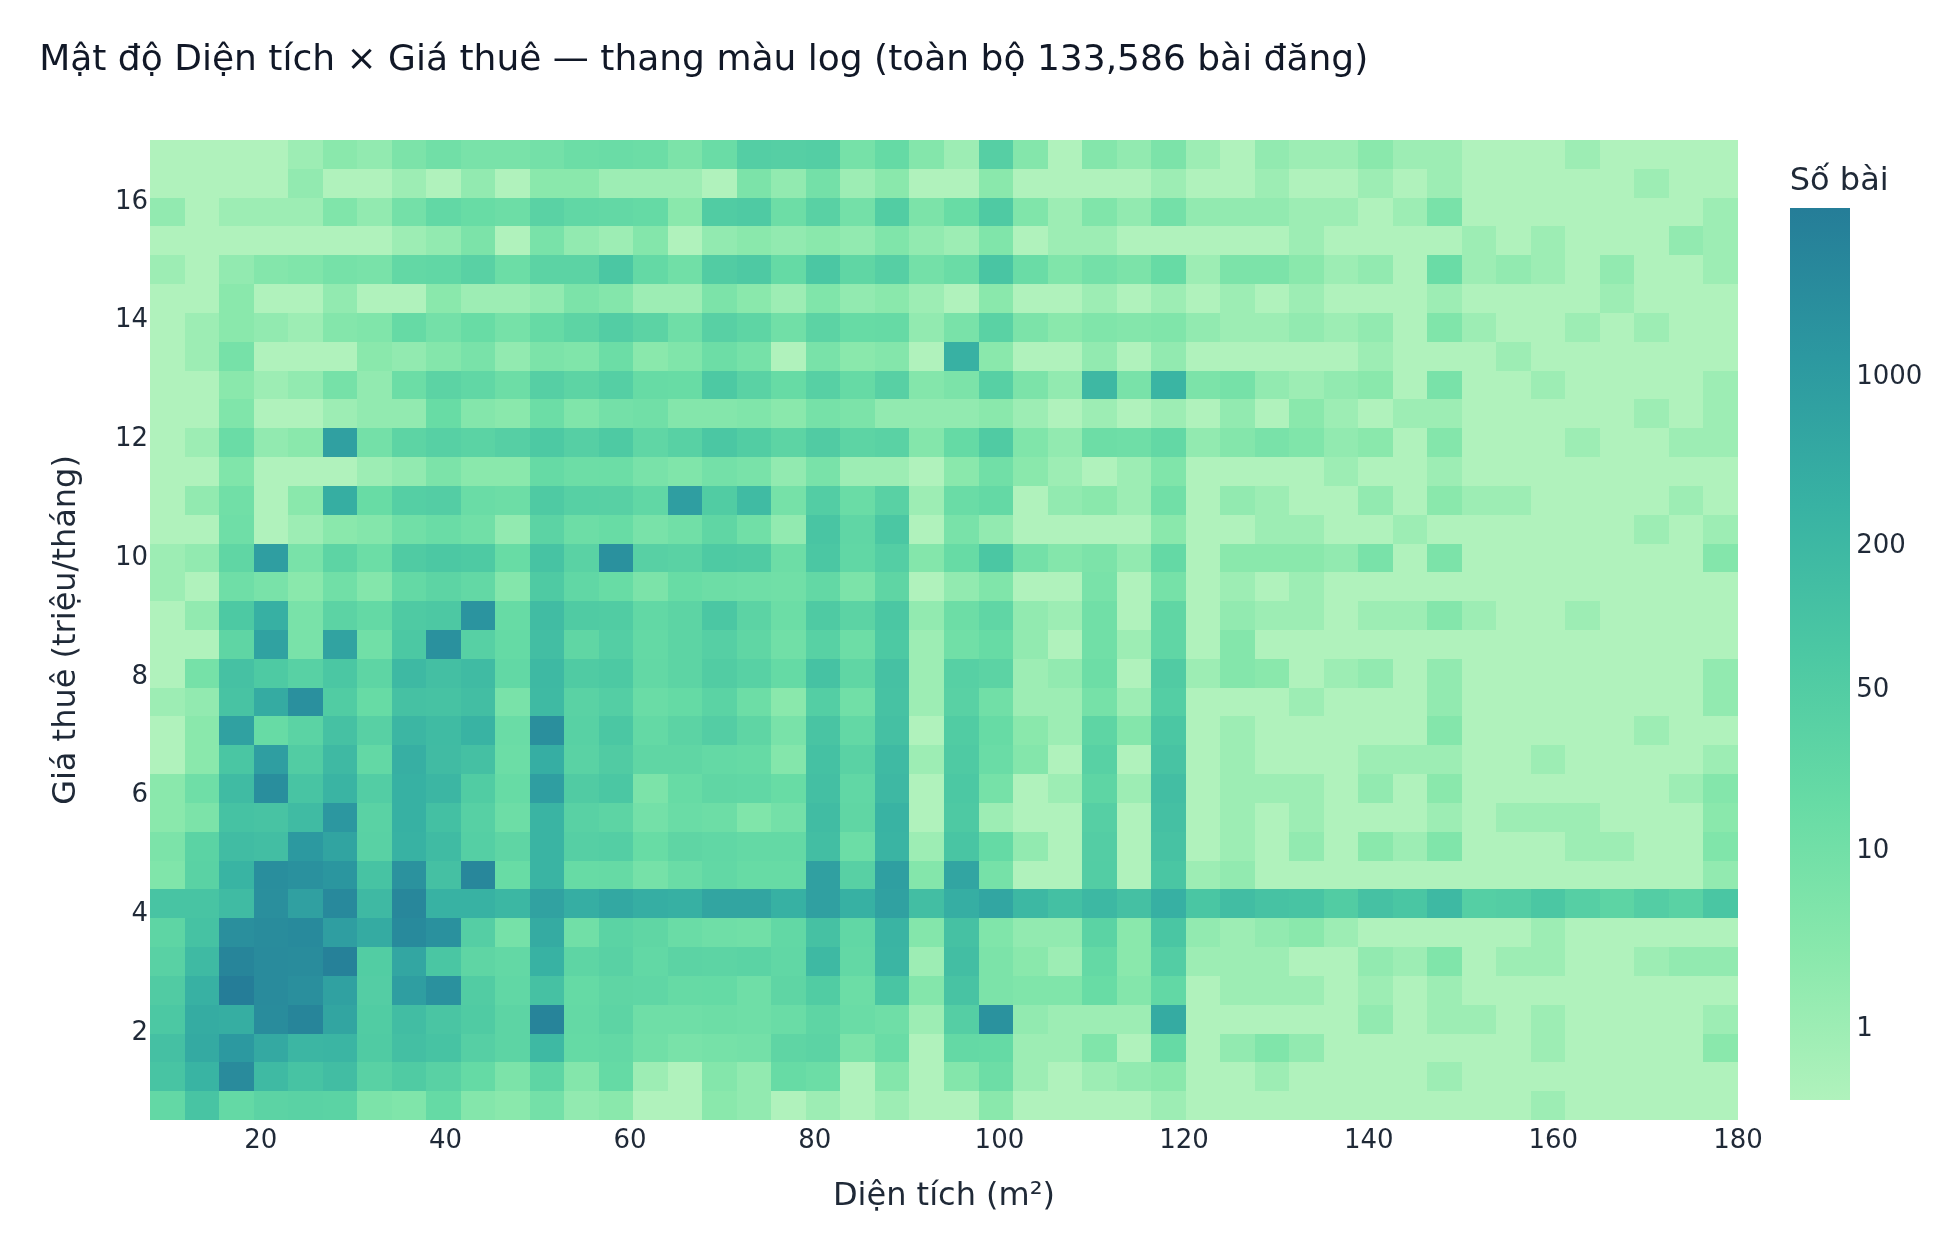 Mật độ Diện tích × Giá thuê — thang màu log (toàn bộ 133,586 bài đăng)
Số bài
1000
200
50
10
1
Giá thuê (triệu/tháng)
16
14
12
10
8
6
4
2
20 40 60 80 100 120 140 160 180
Diện tích (m²)